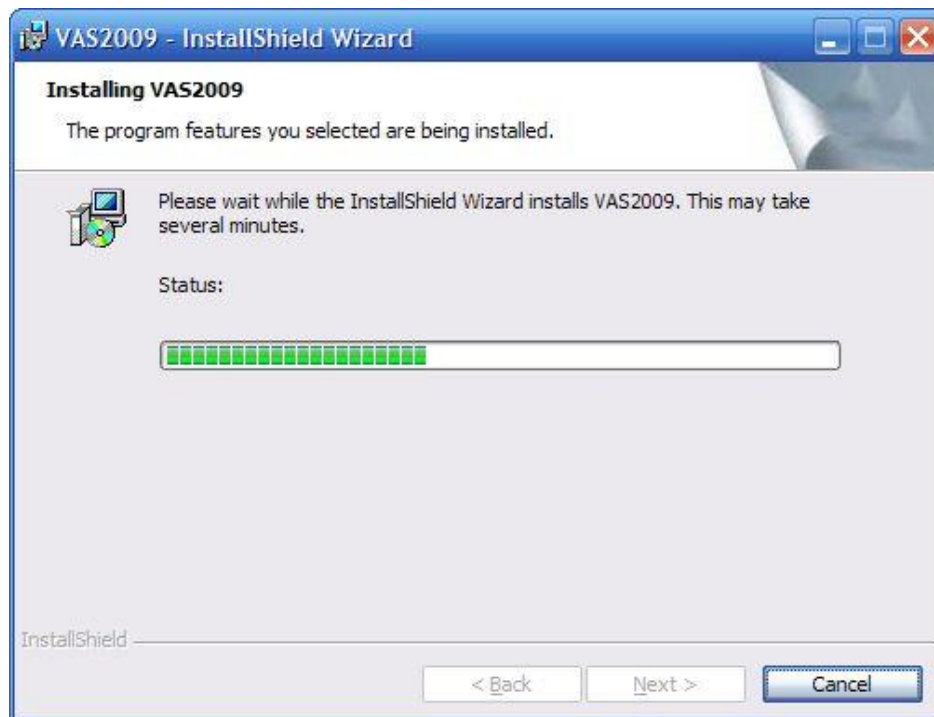 VAS2009 - InstallShield Wizard
Installing VAS2009
The program features you selected are being installed.
Please wait while the InstallShield Wizard installs VAS2009. This may take
several minutes.
Status:
InstallShield
< Back
Next >
Cancel